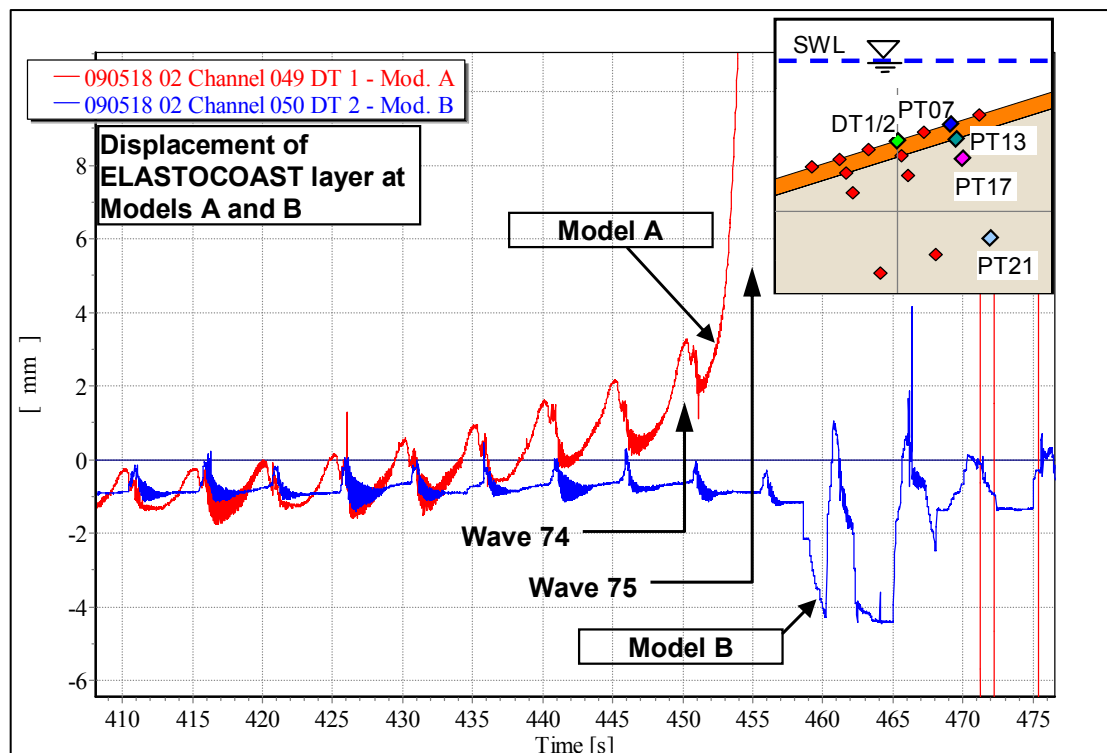 090518 02 Channel 049 DT 1 - Mod. A
090518 02 Channel 050 DT 2 - Mod. B
Displacement of
ELASTOCOAST layer at
Models A and B
SWL
DT1/2
PT07
PT13
PT17
PT21
Model A
Wave 74
Wave 75
Model B
[ mm ]
8
6
4
2
0
-2
-4
-6
410 415 420 425 430 435 440 445 450 455 460 465 470 475
Time [s]